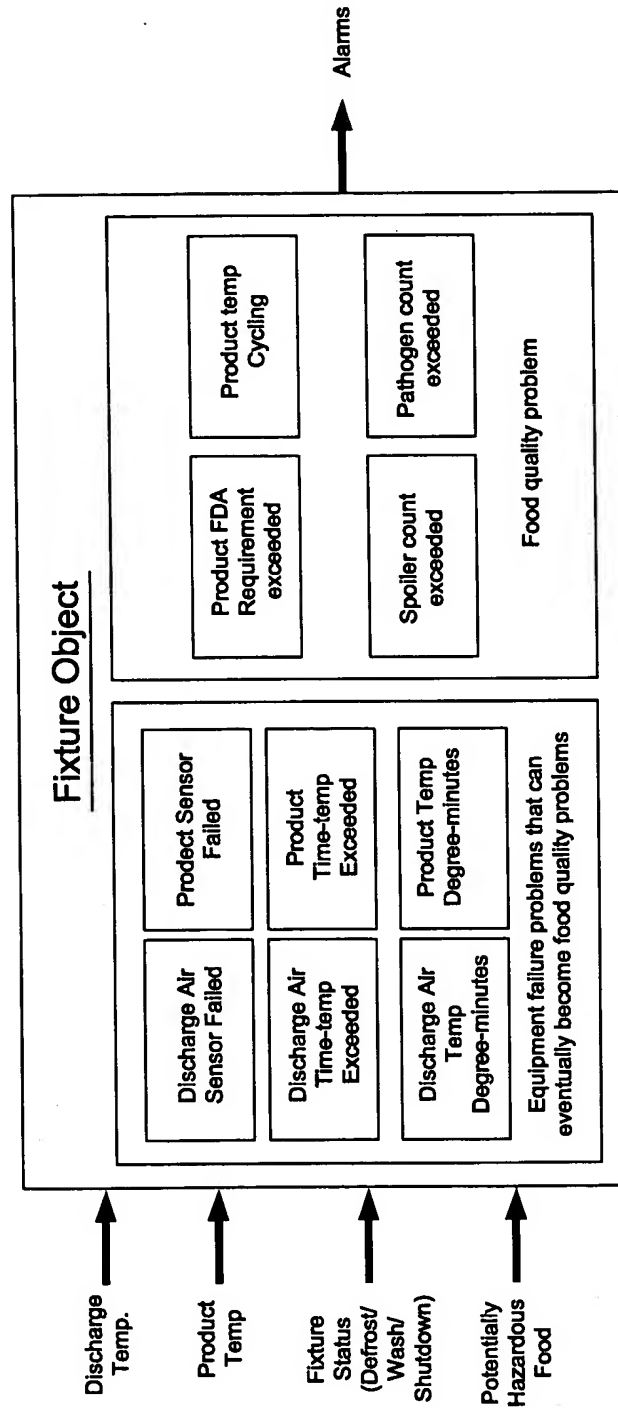 Fixture Object
Discharge
Temp.
Product
Temp
Fixture
Status
(Defrost/
Wash/
Shutdown)
Potentially
Hazardous
Food
Discharge Air
Sensor Failed
Prodect Sensor
Failed
Discharge Air
Time-temp
Exceeded
Product
Time-temp
Exceeded
Discharge Air
Temp
Degree-minutes
Product Temp
Degree-minutes
Equipment failure problems that can
eventually become food quality problems
Product FDA
Requirement
exceeded
Product temp
Cycling
Spoiler count
exceeded
Pathogen count
exceeded
Food quality problem
Alarms